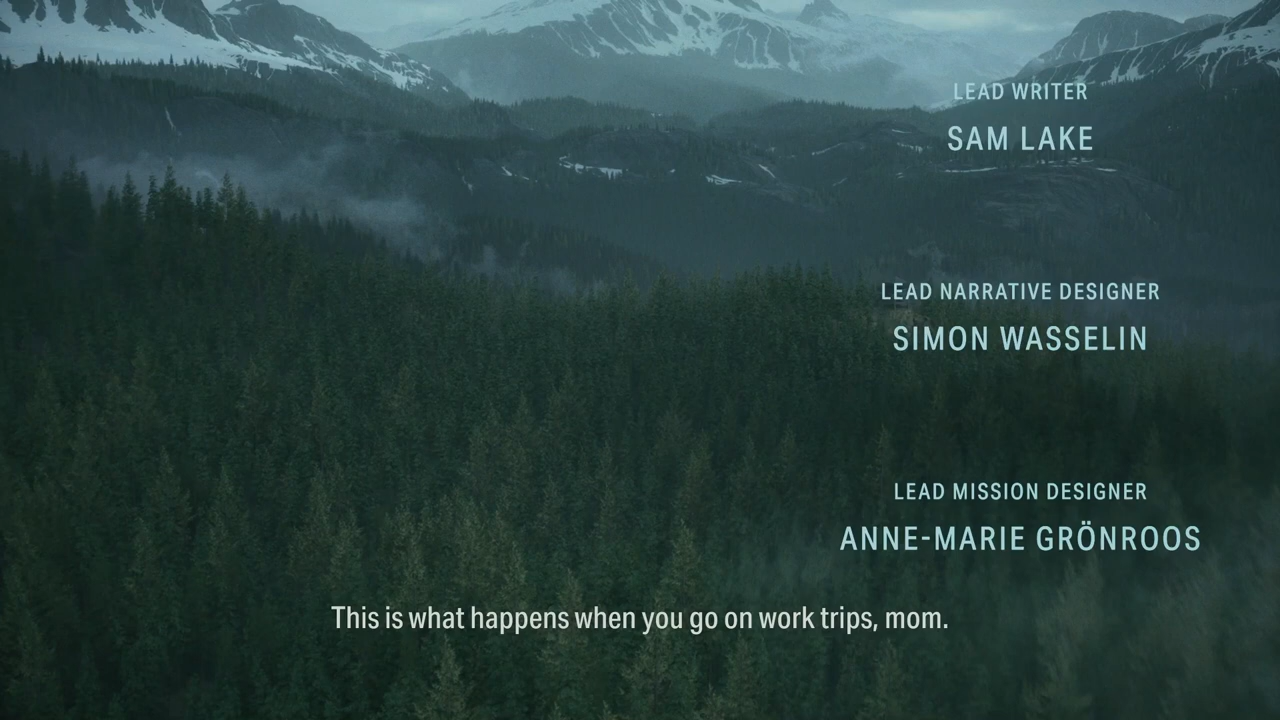 LEAD WRITER
SAM LAKE
LEAD NARRATIVE DESIGNER
SIMON WASSELIN
LEAD MISSION DESIGNER
ANNE-MARIE GRÖNROOS
This is what happens when you go on work trips, mom.